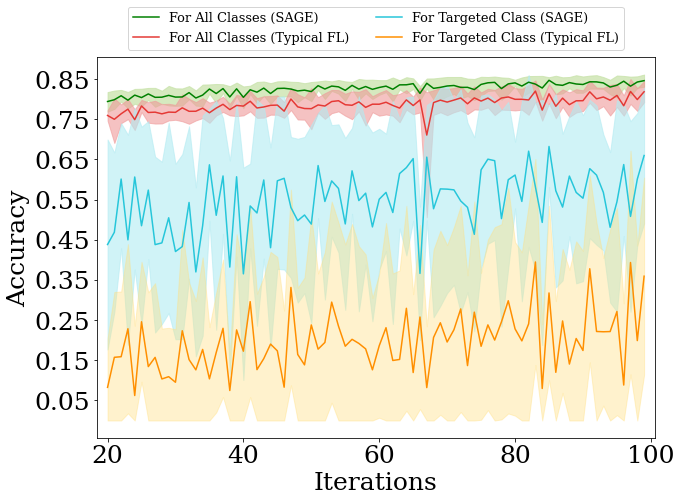 For All Classes (SAGE)
For All Classes (Typical FL)
For Targeted Class (SAGE)
For Targeted Class (Typical FL)
Accuracy
0.85
0.75
0.65
0.55
0.45
0.35
0.25
0.15
0.05
20
40
60
80
100
Iterations